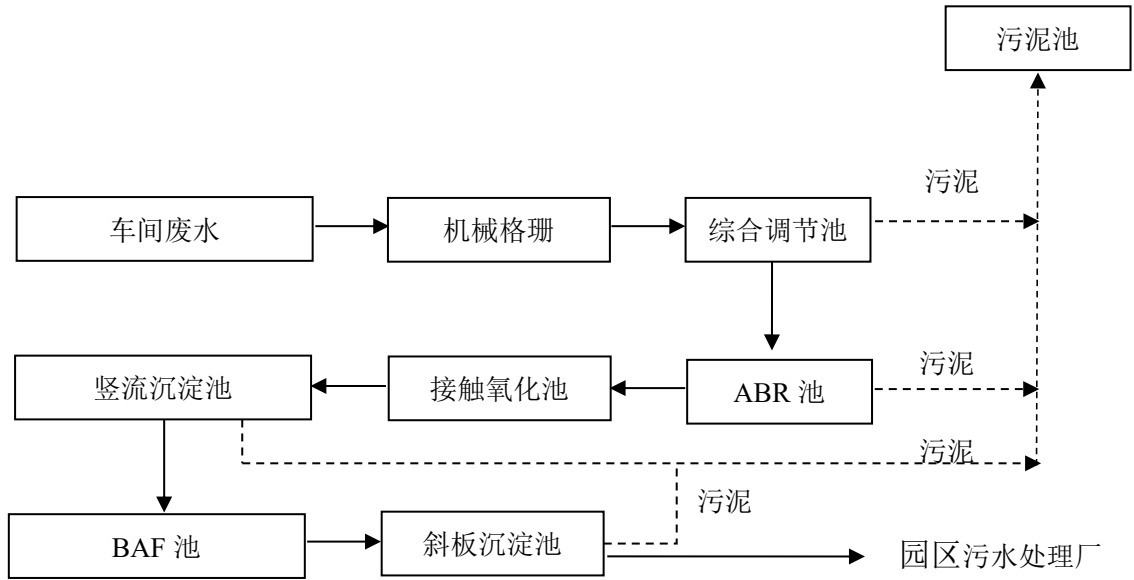 污泥池
污泥
车间废水
机械格珊
综合调节池
污泥
竖流沉淀池
接触氧化池
ABR 池
污泥
污泥
BAF 池
斜板沉淀池
园区污水处理厂